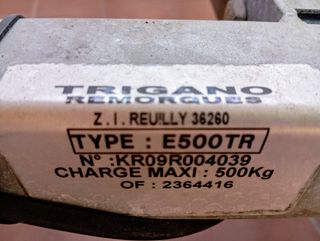 TRIGANO
REMORQUES
Z.I. REUILLY 36260
TYPE : E500TR
N° :KR09R004039
CHARGE MAXI : 500Kg
OF : 2364416